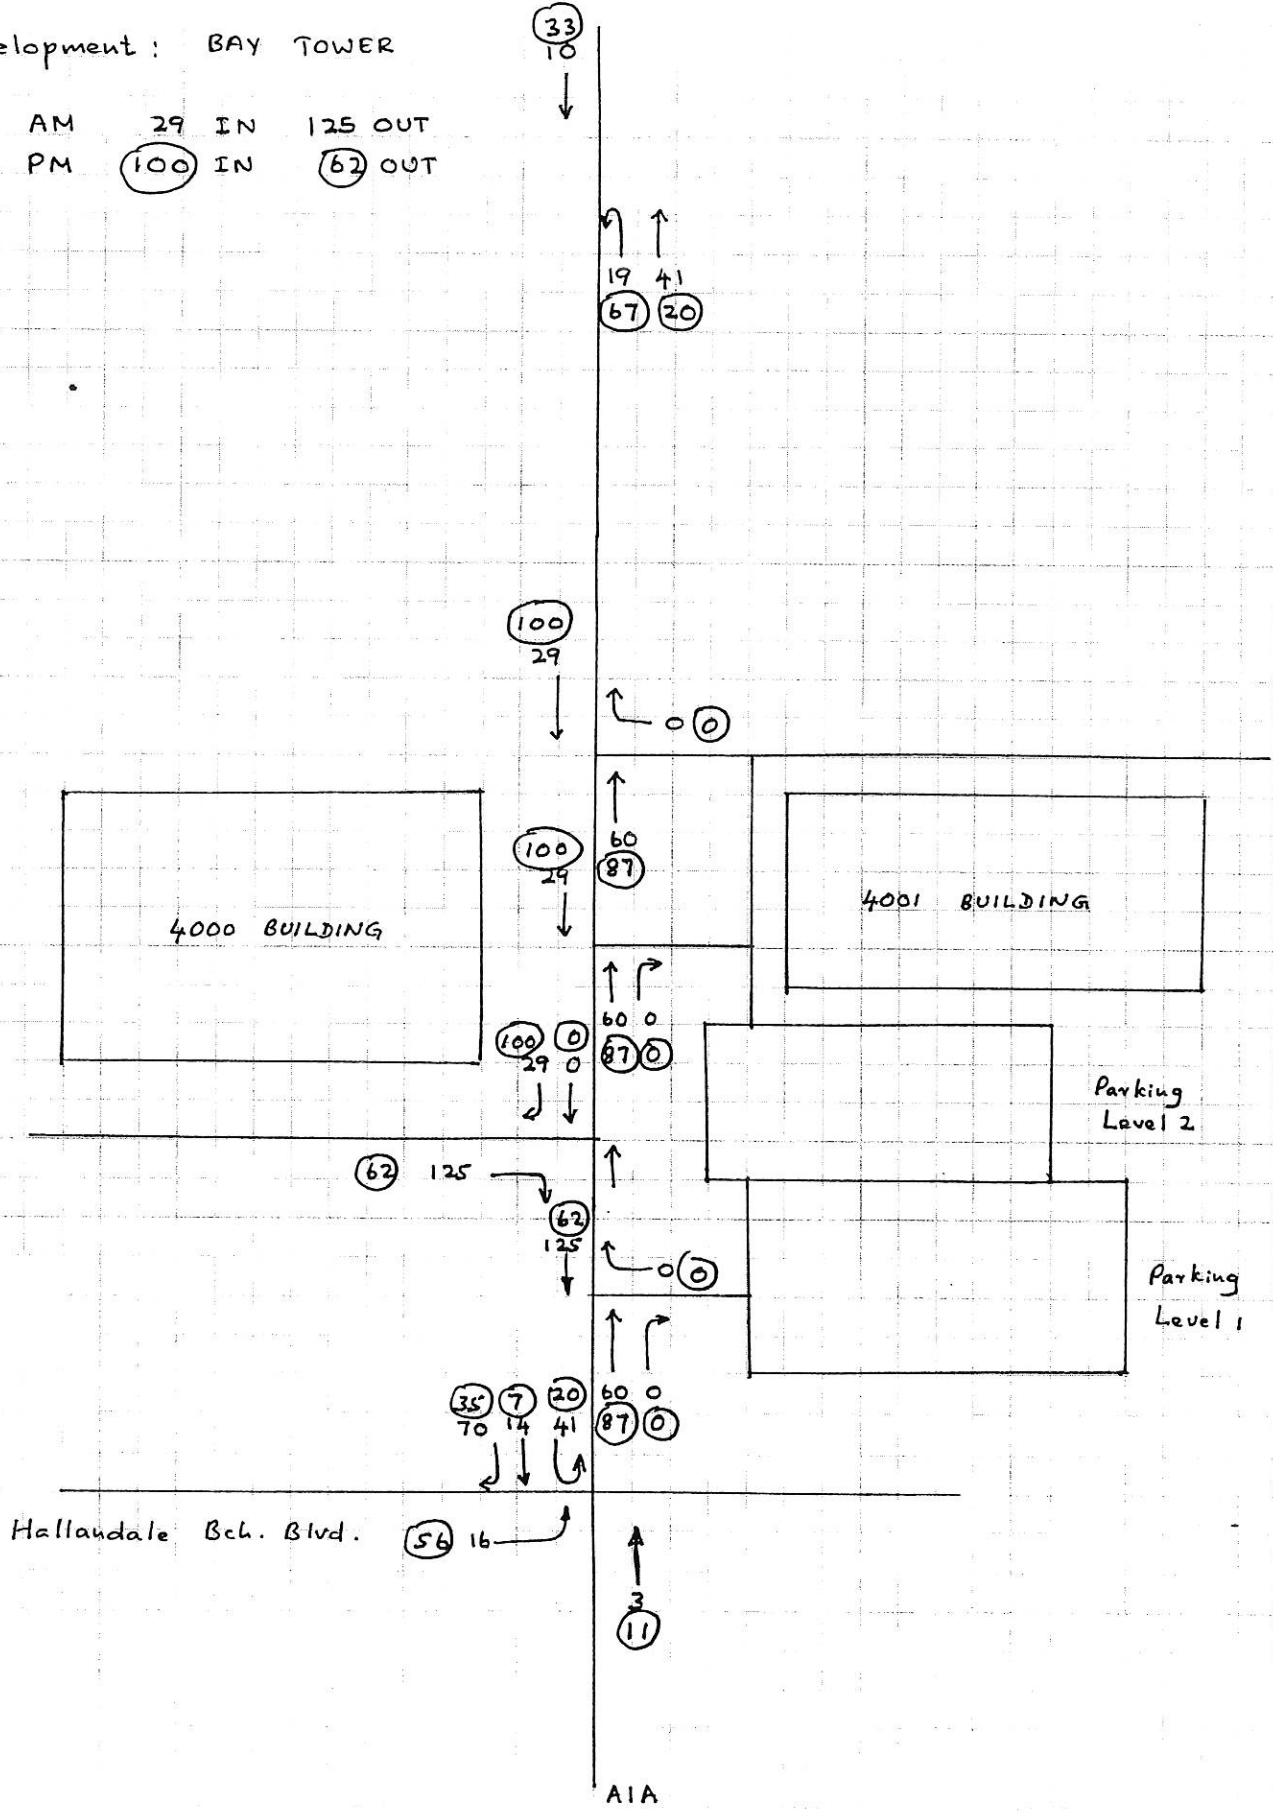 elopment : BAY TOWER
AM 29 IN 125 OUT
PM 100 IN 62 OUT
33
10
19 41
67 20
100
29
0 0
100 60
29 87
4000 BUILDING
4001 BUILDING
60 0
100 0 87 0
29 0
Parking
Level 2
62 125
62
125
0 0
Parking
Level 1
35 7 20 60 0
70 14 41 87 0
Hallandale Bch. Blvd. 56 16
3
11
A1A